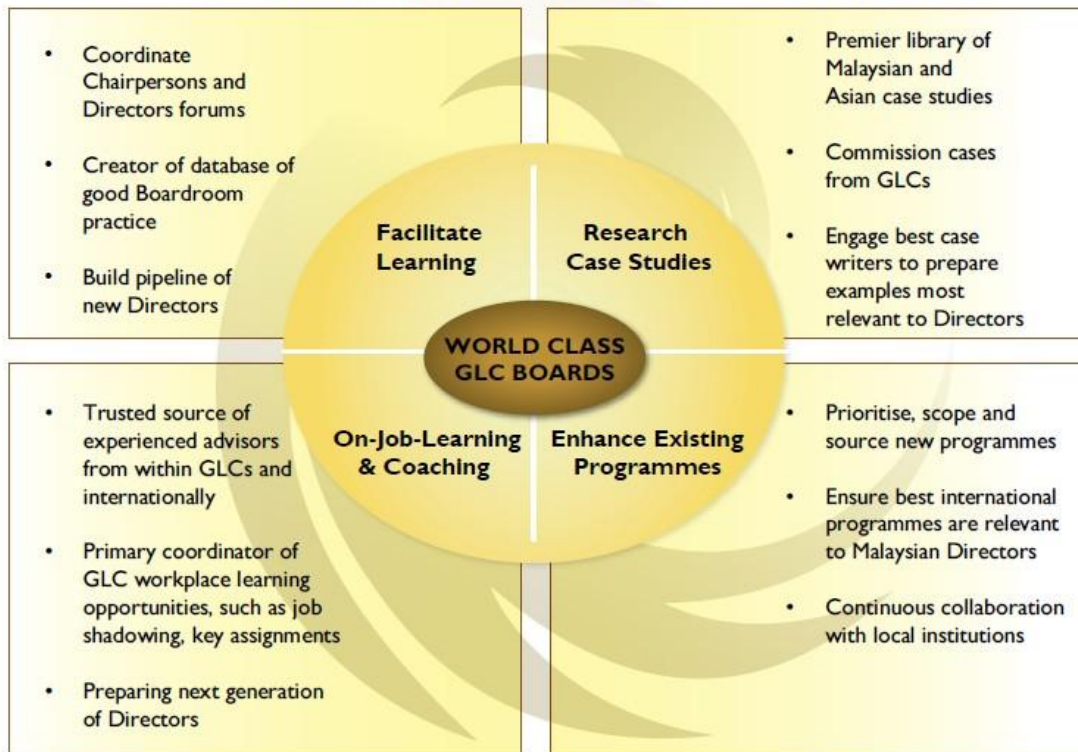 • Coordinate
Chairpersons and
Directors forums
• Creator of database of
good Boardroom
practice
• Build pipeline of
new Directors
• Premier library of
Malaysian and
Asian case studies
• Commission cases
from GLCs
• Engage best case
writers to prepare
examples most
relevant to Directors
Facilitate
Learning
Research
Case Studies
WORLD CLASS
GLC BOARDS
On-Job-Learning
& Coaching
Enhance Existing
Programmes
• Trusted source of
experienced advisors
from within GLCs and
internationally
• Primary coordinator of
GLC workplace learning
opportunities, such as job
shadowing, key assignments
• Preparing next generation
of Directors
• Prioritise, scope and
source new programmes
• Ensure best international
programmes are relevant
to Malaysian Directors
• Continuous collaboration
with local institutions